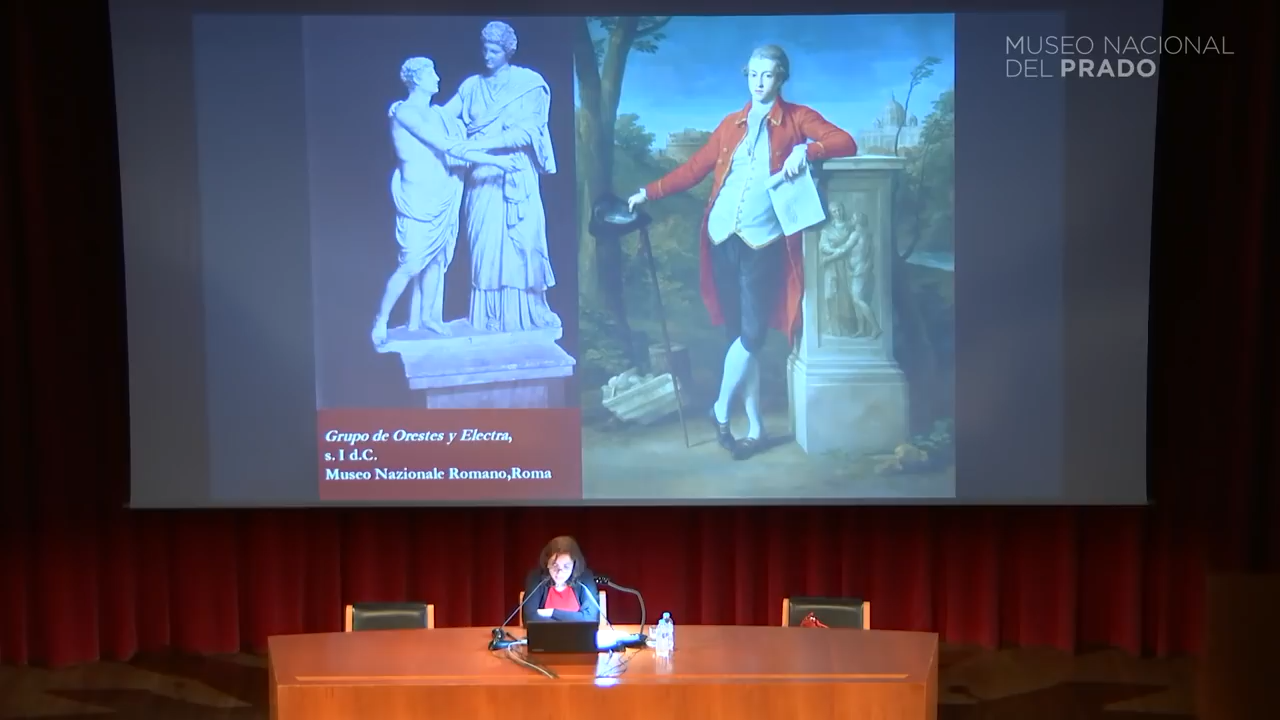 MUSEO NACIONAL
DEL PRADO
Grupo de Orestes y Electra,
s. I d.C.
Museo Nazionale Romano,Roma